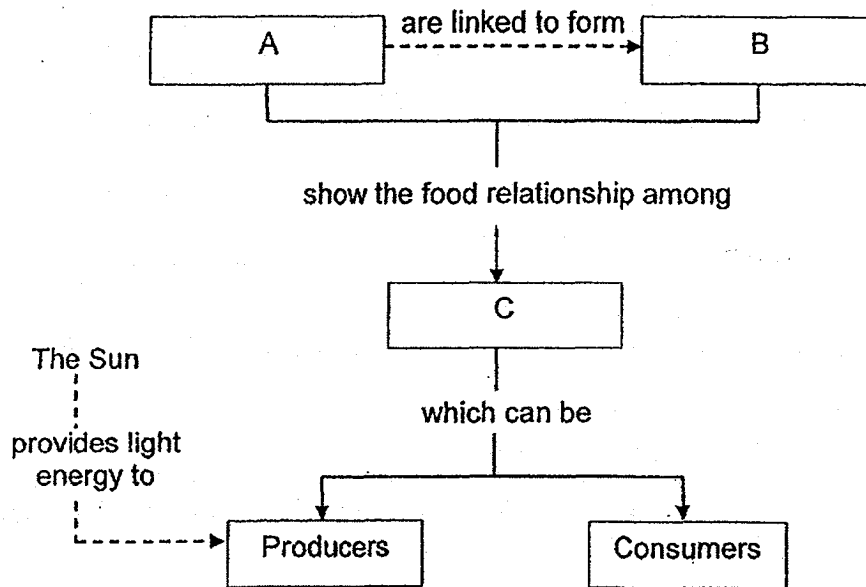 are linked to form
A
B
show the food relationship among
C
The Sun
which can be
provides light
energy to
Producers
Consumers